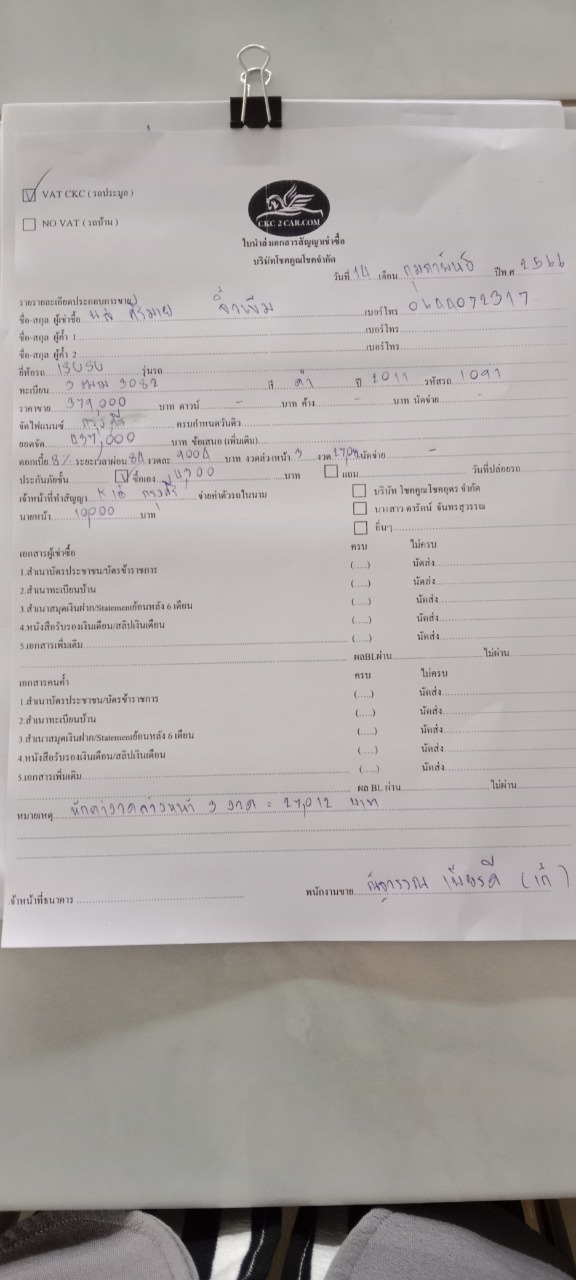 VAT CKC ( รถประมูล )
NO VAT ( รถบ้าน )
CKC 2 CAR.COM
ใบนำส่งเอกสารสัญญาเช่าซื้อ
บริษัทโชคคูณโชคจำกัด
วันที่ 14 เดือน กุมภาพันธ์ ปีพ.ศ 2566
รายรายละเอียดประกอบการขาย
ชื่อ-สกุล ผู้เช่าซื้อ เบอร์โทร
ชื่อ-สกุล ผู้ค้ำ 1 เบอร์โทร
ชื่อ-สกุล ผู้ค้ำ 2 เบอร์โทร
ยี่ห้อรถ ISUSU รุ่นรถ
ทะเบียน 3082 สี ดำ ปี 2011 รหัสรถ 1091
ราคาขาย 379,000 บาท ดาวน์ - บาท ค้าง - บาท นัดจ่าย -
จัดไฟแนนซ์ กรุงศรี ครบกำหนดวันดิว
ยอดจัด 437,000 บาท ข้อเสนอ (เพิ่มเติม)
ดอกเบี้ย 8% ระยะเวลาผ่อน 84 งวดละ 9004 บาท งวดล่วงหน้า 3 งวด นัดจ่าย -
ประกันภัยชั้น ซื้อเอง บาท แถม วันที่ปล่อยรถ
เจ้าหน้าที่ทำสัญญา กรุงศรี จ่ายค่าตัวรถในนาม บริษัท โชคคูณโชคยูคร จำกัด
นายหน้า 10,000 บาท นางสาว ดารัตน์ จันทรสุวรรณ
อื่นๆ
เอกสารผู้เช่าซื้อ ครบ ไม่ครบ
1.สำเนาบัตรประชาชน/บัตรข้าราชการ (.....) นัดส่ง
2.สำเนาทะเบียนบ้าน (.....) นัดส่ง
3.สำเนาสมุดเงินฝาก/Statementย้อนหลัง 6 เดือน (.....) นัดส่ง
4.หนังสือรับรองเงินเดือน/สลิปเงินเดือน (.....) นัดส่ง
5.เอกสารเพิ่มเติม (.....) นัดส่ง
ผลBLผ่าน ไม่ผ่าน
เอกสารคนค้ำ ครบ ไม่ครบ
1.สำเนาบัตรประชาชน/บัตรข้าราชการ (.....) นัดส่ง
2.สำเนาทะเบียนบ้าน (.....) นัดส่ง
3.สำเนาสมุดเงินฝาก/Statementย้อนหลัง 6 เดือน (.....) นัดส่ง
4.หนังสือรับรองเงินเดือน/สลิปเงินเดือน (.....) นัดส่ง
5.เอกสารเพิ่มเติม (.....) นัดส่ง
ผล BL ผ่าน ไม่ผ่าน
หมายเหตุ หักค่างวดล่วงหน้า 3 งวด = 27,012 บาท
เจ้าหน้าที่ธนาคาร พนักงานขาย